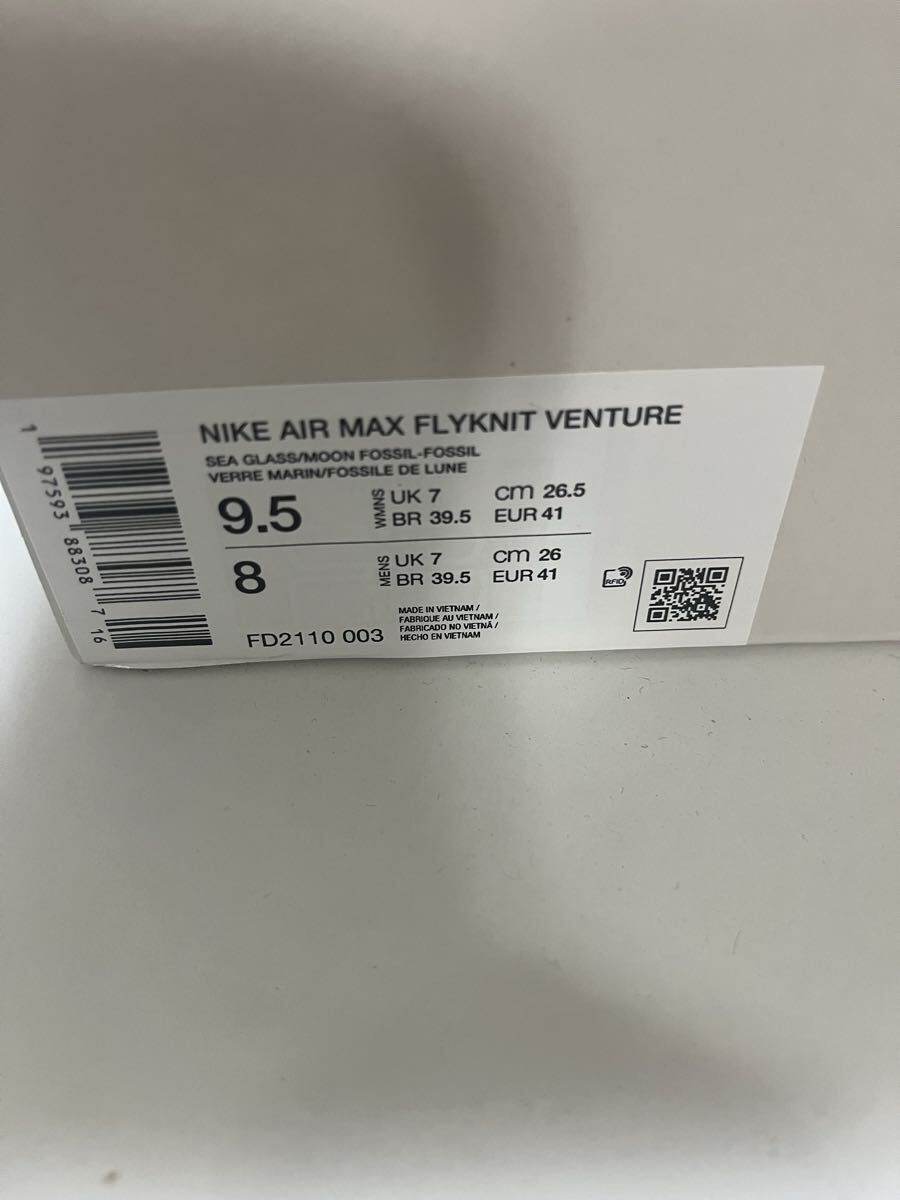 NIKE AIR MAX FLYKNIT VENTURE
SEA GLASS/MOON FOSSIL-FOSSIL
VERRE MARIN/FOSSILE DE LUNE
9.5 WMNS UK 7 cm 26.5
BR 39.5 EUR 41
8 MENS UK 7 cm 26
BR 39.5 EUR 41
FD2110 003
MADE IN VIETNAM /
FABRIQUE AU VIETNAM /
FABRICADO NO VIETNÃ /
HECHO EN VIETNAM
RFID
1 97593 88308 7 16